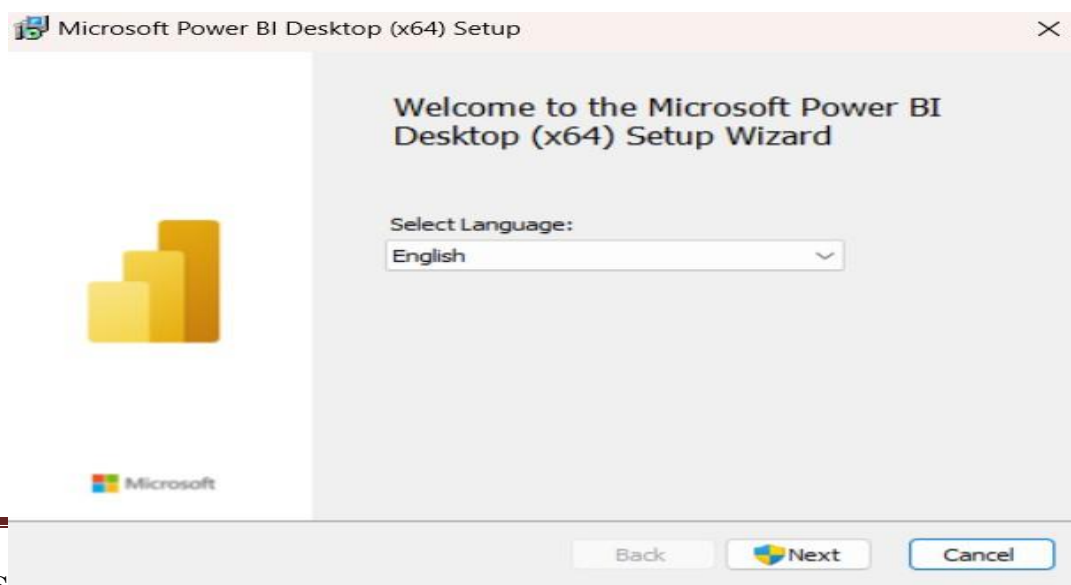 Microsoft Power BI Desktop (x64) Setup
Welcome to the Microsoft Power BI
Desktop (x64) Setup Wizard
Select Language:
English
Microsoft
Back
Next
Cancel